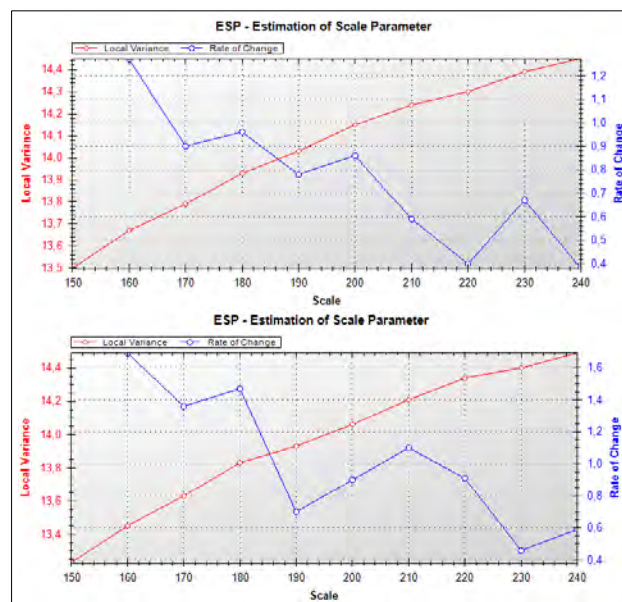 ESP - Estimation of Scale Parameter
Local Variance Rate of Change
14,4
14,3
14,2
14,1
14,0
13,9
13,8
13,7
13,6
13,5
Local Variance
1,2
1,1
1,0
0,9
0,8
0,7
0,6
0,5
0,4
Rate of Change
150 160 170 180 190 200 210 220 230 240
Scale
ESP - Estimation of Scale Parameter
Local Variance Rate of Change
14,4
14,2
14,0
13,8
13,6
13,4
Local Variance
1,6
1,4
1,2
1,0
0,8
0,6
0,4
Rate of Change
150 160 170 180 190 200 210 220 230 240
Scale